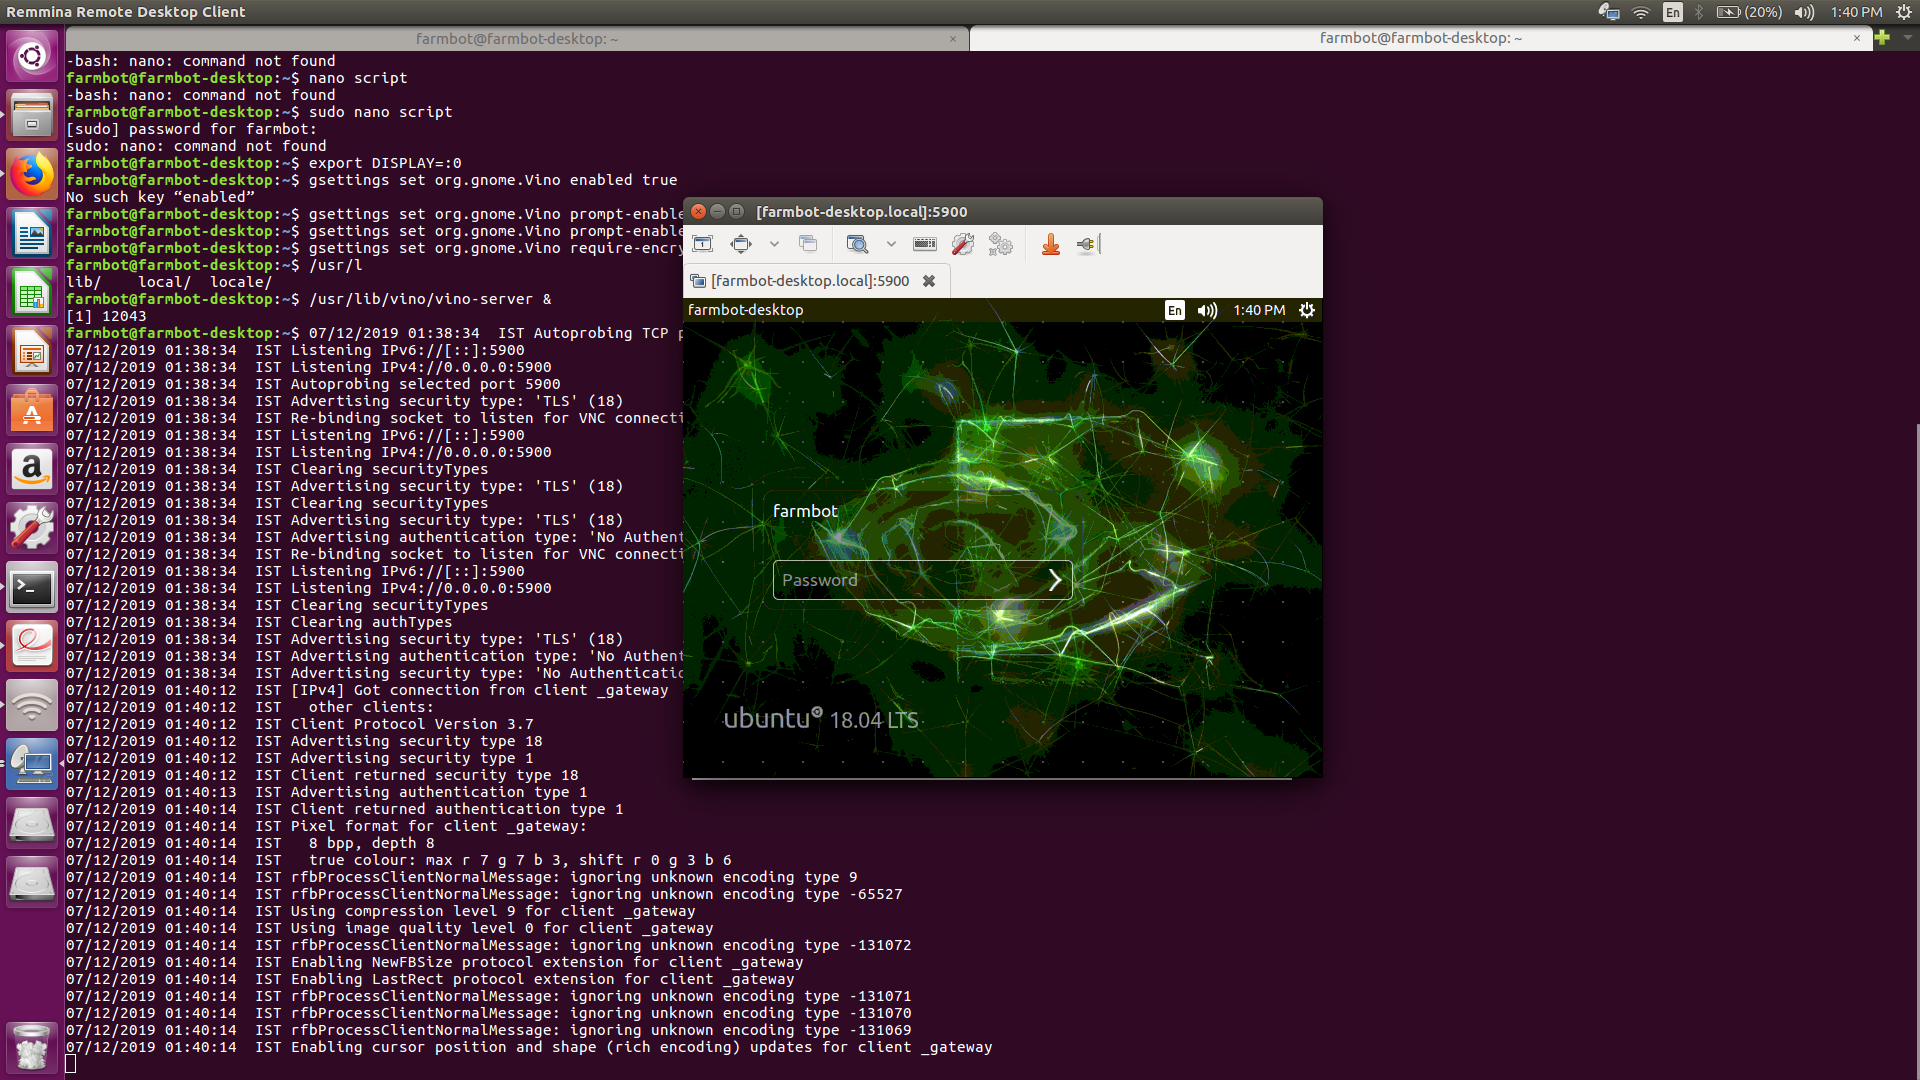 Remmina Remote Desktop Client
En
(20%)
1:40 PM
farmbot@farmbot-desktop: ~
farmbot@farmbot-desktop: ~
-bash: nano: command not found
farmbot@farmbot-desktop:~$ nano script
-bash: nano: command not found
farmbot@farmbot-desktop:~$ sudo nano script
[sudo] password for farmbot:
sudo: nano: command not found
farmbot@farmbot-desktop:~$ export DISPLAY=:0
farmbot@farmbot-desktop:~$ gsettings set org.gnome.Vino enabled true
No such key “enabled”
farmbot@farmbot-desktop:~$ gsettings set org.gnome.Vino prompt-enable
farmbot@farmbot-desktop:~$ gsettings set org.gnome.Vino prompt-enable
farmbot@farmbot-desktop:~$ gsettings set org.gnome.Vino require-encry
farmbot@farmbot-desktop:~$ /usr/l
lib/    local/  locale/
farmbot@farmbot-desktop:~$ /usr/lib/vino/vino-server &
[1] 12043
farmbot@farmbot-desktop:~$ 07/12/2019 01:38:34  IST Autoprobing TCP p
07/12/2019 01:38:34  IST Listening IPv6://[::]:5900
07/12/2019 01:38:34  IST Listening IPv4://0.0.0.0:5900
07/12/2019 01:38:34  IST Autoprobing selected port 5900
07/12/2019 01:38:34  IST Advertising security type: 'TLS' (18)
07/12/2019 01:38:34  IST Re-binding socket to listen for VNC connecti
07/12/2019 01:38:34  IST Listening IPv6://[::]:5900
07/12/2019 01:38:34  IST Listening IPv4://0.0.0.0:5900
07/12/2019 01:38:34  IST Clearing securityTypes
07/12/2019 01:38:34  IST Advertising security type: 'TLS' (18)
07/12/2019 01:38:34  IST Clearing securityTypes
07/12/2019 01:38:34  IST Advertising security type: 'TLS' (18)
07/12/2019 01:38:34  IST Advertising authentication type: 'No Authent
07/12/2019 01:38:34  IST Re-binding socket to listen for VNC connecti
07/12/2019 01:38:34  IST Listening IPv6://[::]:5900
07/12/2019 01:38:34  IST Listening IPv4://0.0.0.0:5900
07/12/2019 01:38:34  IST Clearing securityTypes
07/12/2019 01:38:34  IST Clearing authTypes
07/12/2019 01:38:34  IST Advertising security type: 'TLS' (18)
07/12/2019 01:38:34  IST Advertising authentication type: 'No Authent
07/12/2019 01:38:34  IST Advertising security type: 'No Authenticatio
07/12/2019 01:40:12  IST [IPv4] Got connection from client _gateway
07/12/2019 01:40:12  IST   other clients:
07/12/2019 01:40:12  IST Client Protocol Version 3.7
07/12/2019 01:40:12  IST Advertising security type 18
07/12/2019 01:40:12  IST Advertising security type 1
07/12/2019 01:40:12  IST Client returned security type 18
07/12/2019 01:40:13  IST Advertising authentication type 1
07/12/2019 01:40:14  IST Client returned authentication type 1
07/12/2019 01:40:14  IST Pixel format for client _gateway:
07/12/2019 01:40:14  IST   8 bpp, depth 8
07/12/2019 01:40:14  IST   true colour: max r 7 g 7 b 3, shift r 0 g 3 b 6
07/12/2019 01:40:14  IST rfbProcessClientNormalMessage: ignoring unknown encoding type 9
07/12/2019 01:40:14  IST rfbProcessClientNormalMessage: ignoring unknown encoding type -65527
07/12/2019 01:40:14  IST Using compression level 9 for client _gateway
07/12/2019 01:40:14  IST Using image quality level 0 for client _gateway
07/12/2019 01:40:14  IST rfbProcessClientNormalMessage: ignoring unknown encoding type -131072
07/12/2019 01:40:14  IST Enabling NewFBSize protocol extension for client _gateway
07/12/2019 01:40:14  IST Enabling LastRect protocol extension for client _gateway
07/12/2019 01:40:14  IST rfbProcessClientNormalMessage: ignoring unknown encoding type -131071
07/12/2019 01:40:14  IST rfbProcessClientNormalMessage: ignoring unknown encoding type -131070
07/12/2019 01:40:14  IST rfbProcessClientNormalMessage: ignoring unknown encoding type -131069
07/12/2019 01:40:14  IST Enabling cursor position and shape (rich encoding) updates for client _gateway
[farmbot-desktop.local]:5900
[farmbot-desktop.local]:5900
farmbot-desktop
En
1:40 PM
farmbot
Password
ubuntu 18.04 LTS